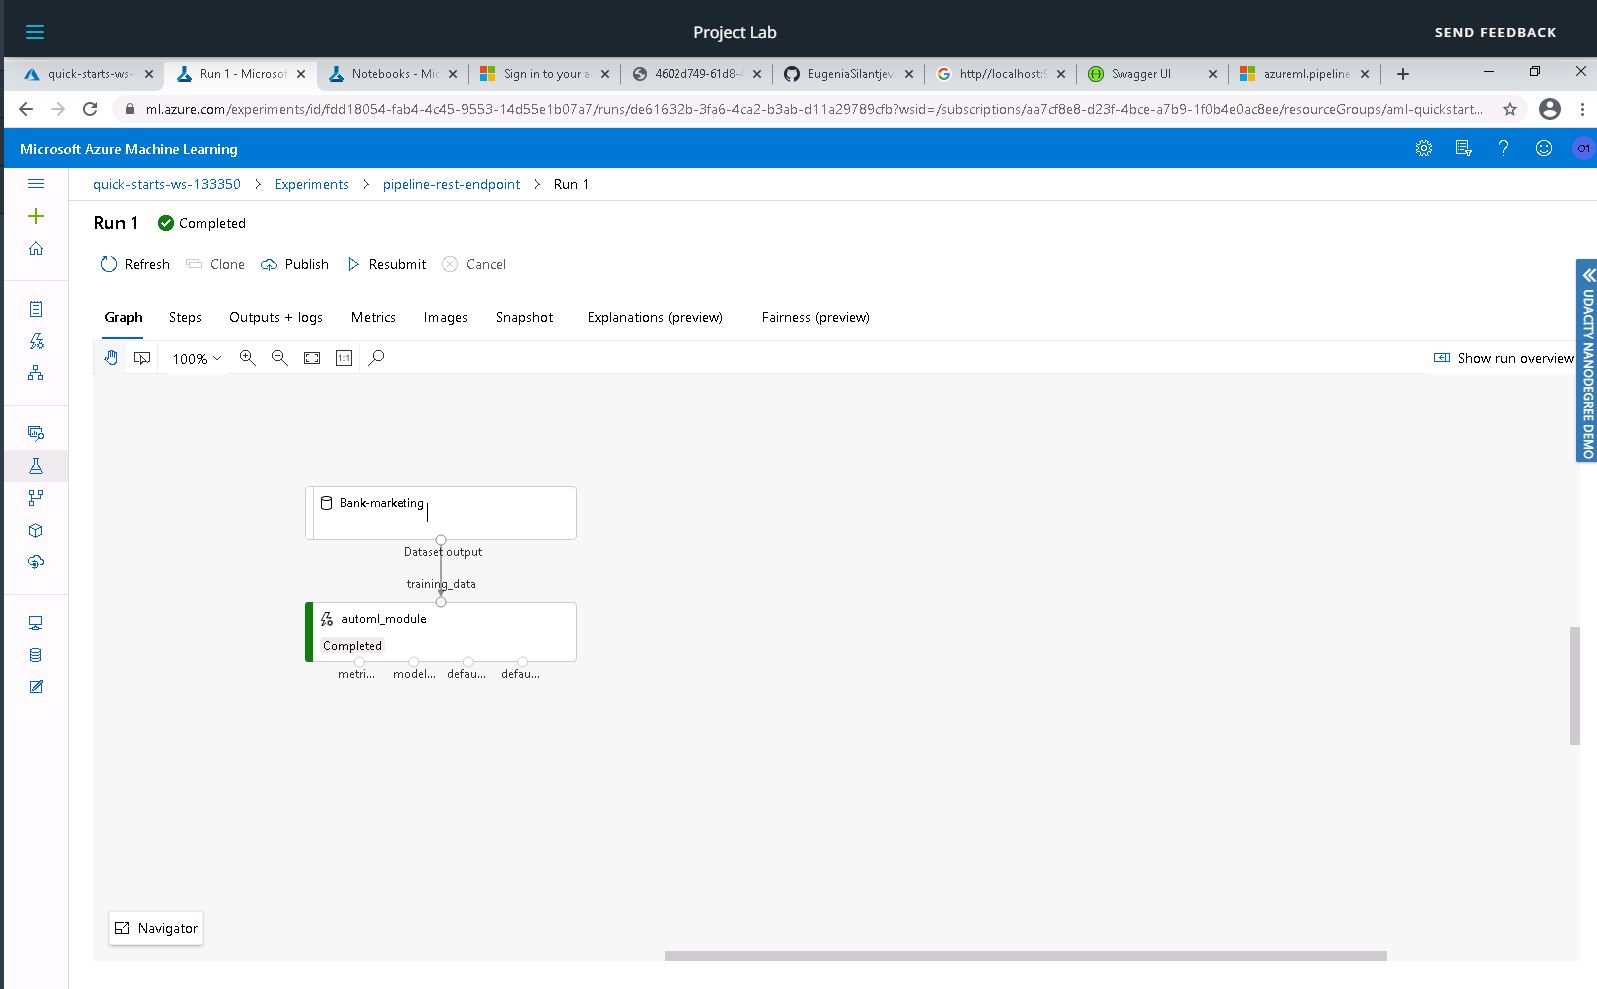 Project Lab
SEND FEEDBACK
quick-starts-ws-
Run 1 - Microsof
Notebooks - Mic
Sign in to your a
4602d749-61d8-4
EugeniaSilantjev
http://localhost:9
Swagger UI
azureml.pipeline
ml.azure.com/experiments/id/fdd18054-fab4-4c45-9553-14d55e1b07a7/runs/de61632b-3fa6-4ca2-b3ab-d11a29789cfb?wsid=/subscriptions/aa7cf8e8-d23f-4bce-a7b9-1f0b4e0ac8ee/resourceGroups/aml-quickstart...
Microsoft Azure Machine Learning
O1
quick-starts-ws-133350 > Experiments > pipeline-rest-endpoint > Run 1
Run 1 Completed
Refresh Clone Publish Resubmit Cancel
Graph Steps Outputs + logs Metrics Images Snapshot Explanations (preview) Fairness (preview)
100% 1:1 Show run overview
UDACITY NANODEGREE DEMO
Bank-marketing
Dataset output
training_data
automl_module
Completed
metri... model... defau... defau...
Navigator